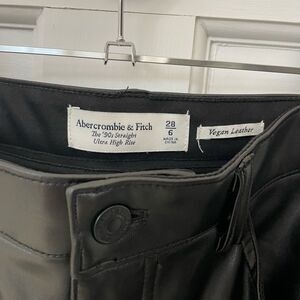 Abercrombie & Fitch
The '90s Straight
Ultra High Rise
28
6
MADE IN
CHINA
Vegan Leather